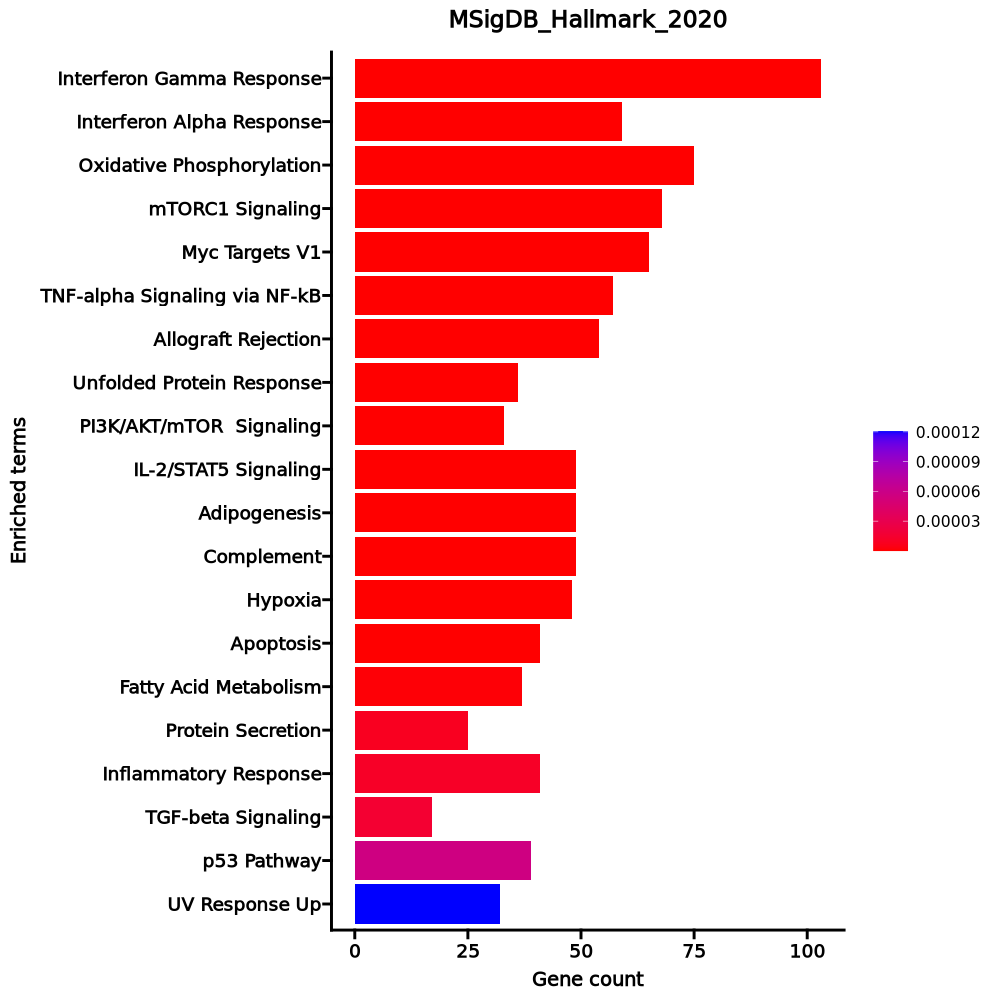 MSigDB_Hallmark_2020
Interferon Gamma Response
Interferon Alpha Response
Oxidative Phosphorylation
mTORC1 Signaling
Myc Targets V1
TNF-alpha Signaling via NF-kB
Allograft Rejection
Unfolded Protein Response
PI3K/AKT/mTOR  Signaling
IL-2/STAT5 Signaling
Adipogenesis
Complement
Hypoxia
Apoptosis
Fatty Acid Metabolism
Protein Secretion
Inflammatory Response
TGF-beta Signaling
p53 Pathway
UV Response Up
Enriched terms
0 25 50 75 100
Gene count
0.00012
0.00009
0.00006
0.00003